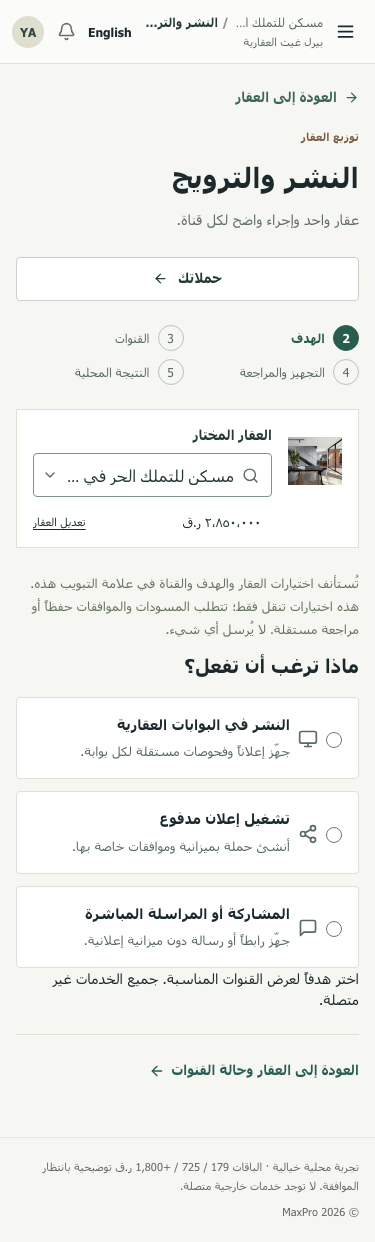 مسكن للتملك ا... / النشر والتر...
بيرل غيت العقارية
English
YA
العودة إلى العقار
توزيع العقار
النشر والترويج
عقار واحد وإجراء واضح لكل قناة.
حملاتك
2 الهدف
3 القنوات
4 التجهيز والمراجعة
5 النتيجة المحلية
العقار المختار
مسكن للتملك الحر في ...
٢٬٨٥٠٬٠٠٠ ر.ق
تعديل العقار
تُستأنف اختيارات العقار والهدف والقناة في علامة التبويب هذه.
هذه اختيارات تنقل فقط؛ تتطلب المسودات والموافقات حفظاً أو
مراجعة مستقلة. لا يُرسل أي شيء.
ماذا ترغب أن تفعل؟
النشر في البوابات العقارية
جهّز إعلاناً وفحوصات مستقلة لكل بوابة.
تشغيل إعلان مدفوع
أنشئ حملة بميزانية وموافقات خاصة بها.
المشاركة أو المراسلة المباشرة
جهّز رابطاً أو رسالة دون ميزانية إعلانية.
اختر هدفاً لعرض القنوات المناسبة. جميع الخدمات غير
متصلة.
العودة إلى العقار وحالة القنوات
تجربة محلية خيالية · الباقات 179 / 725 / +1,800 ر.ق توضيحية بانتظار
الموافقة. لا توجد خدمات خارجية متصلة.
© 2026 MaxPro